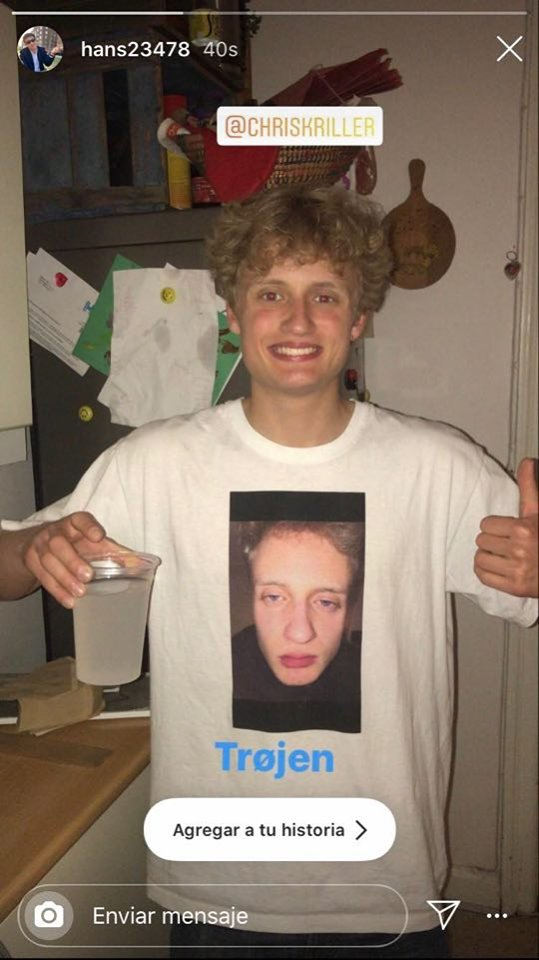 hans23478 40s
@CHRISKRILLER
Trøjen
Agregar a tu historia
Enviar mensaje